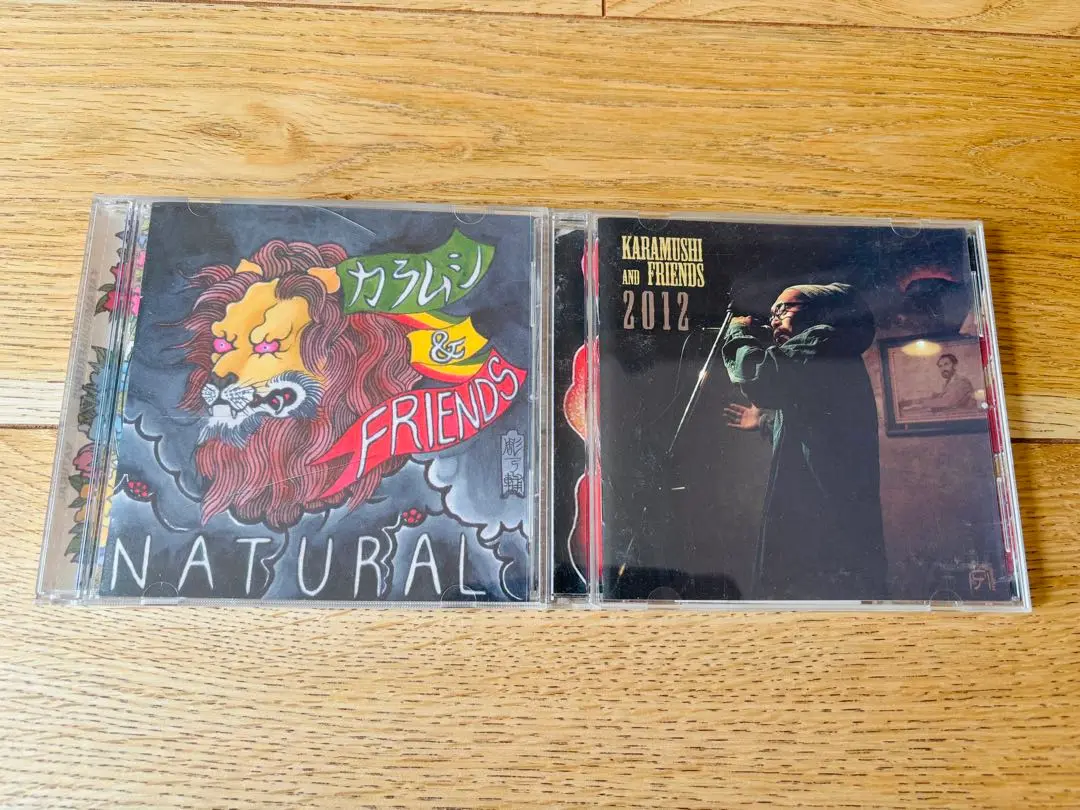 カラムシ
&
FRIENDS
NATURAL
KARAMUSHI
AND FRIENDS
2012